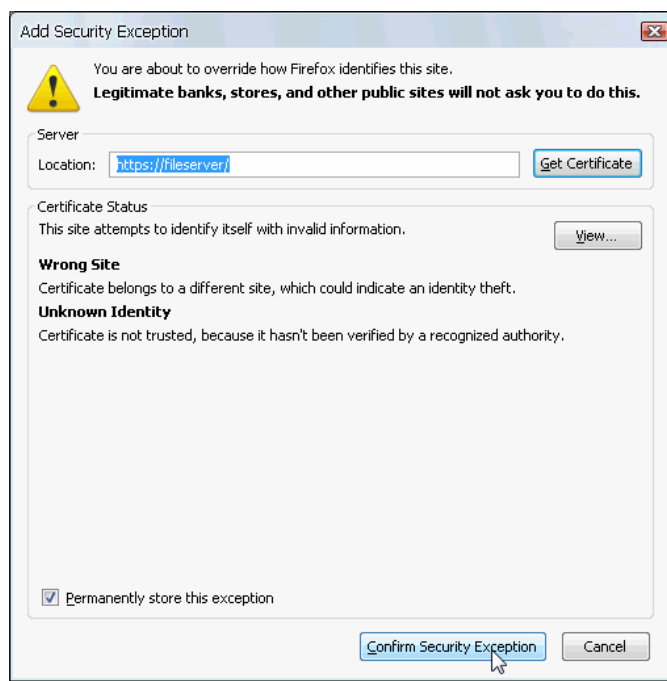 Add Security Exception
You are about to override how Firefox identifies this site.
Legitimate banks, stores, and other public sites will not ask you to do this.
Server
Location: https://fileserver/ Get Certificate
Certificate Status
This site attempts to identify itself with invalid information. View...
Wrong Site
Certificate belongs to a different site, which could indicate an identity theft.
Unknown Identity
Certificate is not trusted, because it hasn't been verified by a recognized authority.
Permanently store this exception
Confirm Security Exception Cancel